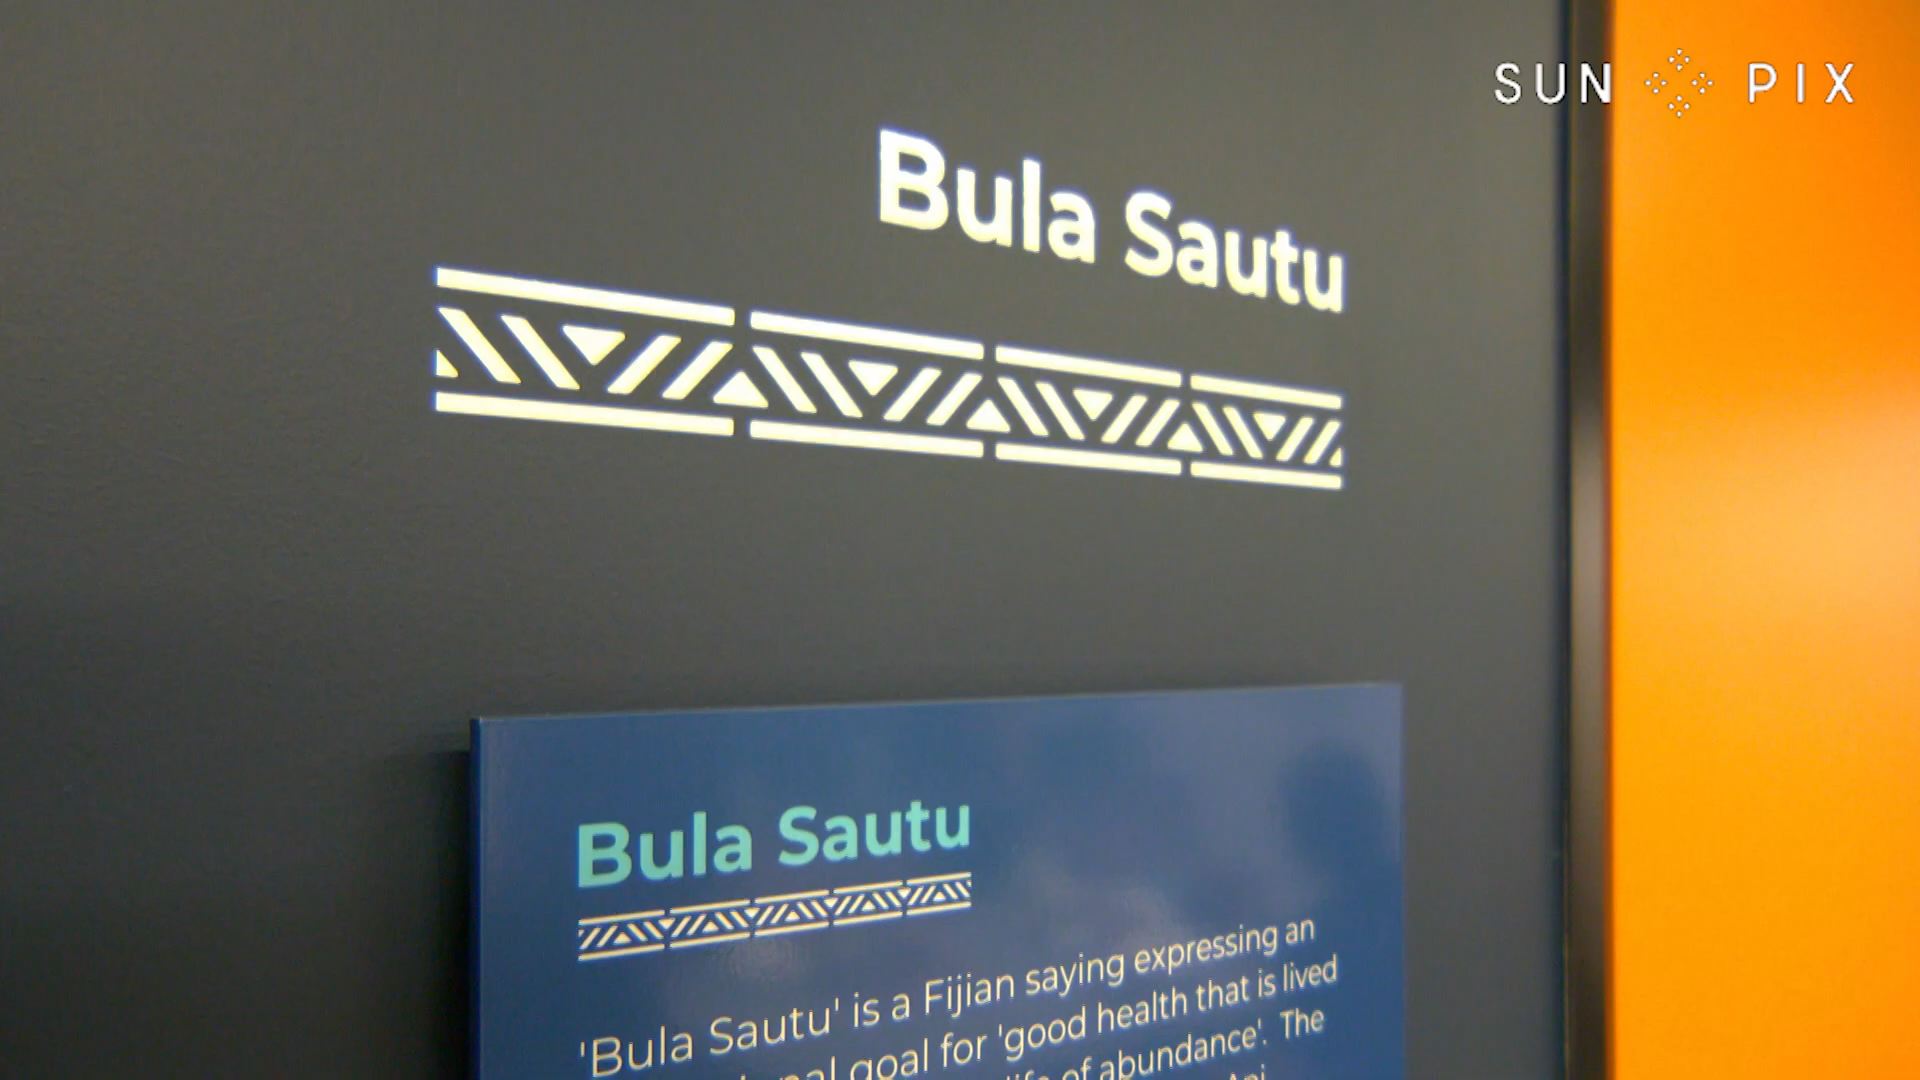 SUN PIX
Bula Sautu
Bula Sautu
'Bula Sautu' is a Fijian saying expressing an
goal for 'good health that is lived
of abundance'. The